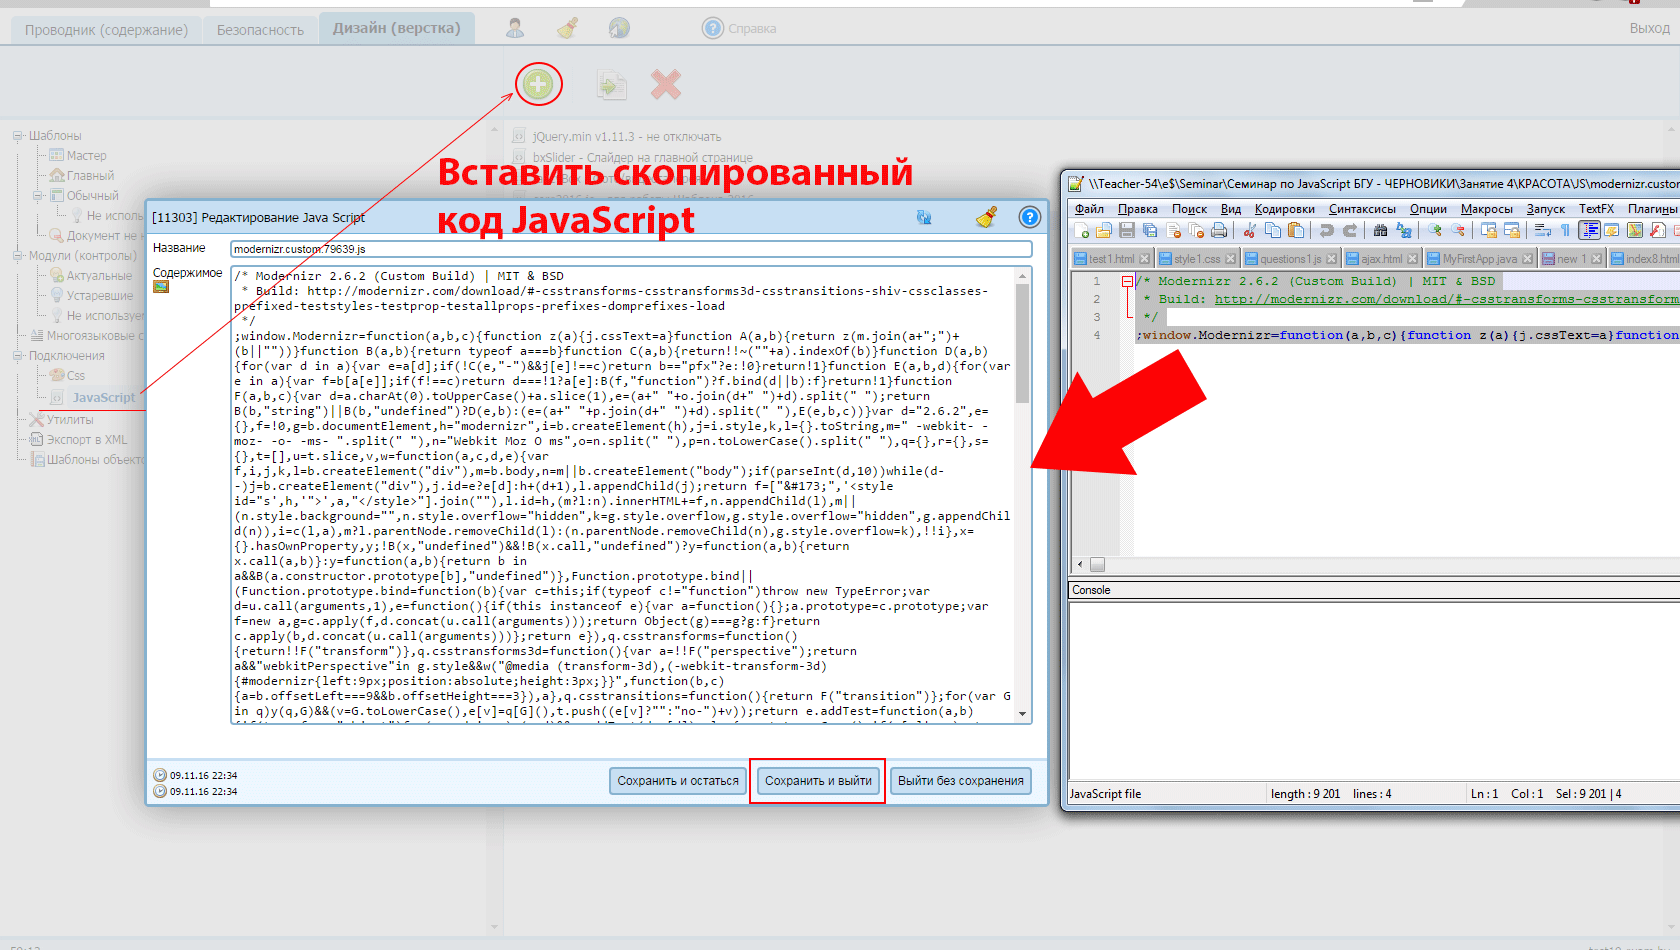 Проводник (содержание)
Безопасность
Дизайн (верстка)
Справка
Выход
Шаблоны
Мастер
Главный
Обычный
Не исполь
Документ не н
Модули (контролы)
Актуальные
Устаревшие
Не используе
Многоязыковые с
Подключения
Css
JavaScript
Утилиты
Экспорт в XML
Шаблоны объекто
jQuery.min v1.11.3 - не отключать
bxSlider - Слайдер на главной странице
Вставить скопированный
код JavaScript
[11303] Редактирование Java Script
Название
modernizr.custom.79639.js
Содержимое
/* Modernizr 2.6.2 (Custom Build) | MIT & BSD
 * Build: http://modernizr.com/download/#-csstransforms-csstransforms3d-csstransitions-shiv-cssclasses-
prefixed-teststyles-testprop-testallprops-prefixes-domprefixes-load
 */
;window.Modernizr=function(a,b,c){function z(a){j.cssText=a}function A(a,b){return z(m.join(a+";")+
(b||""))}function B(a,b){return typeof a===b}function C(a,b){return!!~(""+a).indexOf(b)}function D(a,b)
{for(var d in a){var e=a[d];if(!C(e,"-")&&j[e]!==c)return b=="pfx"?e:!0}return!1}function E(a,b,d){for(var
e in a){var f=b[a[e]];if(f!==c)return d===!1?a[e]:B(f,"function")?f.bind(d||b):f}return!1}function
F(a,b,c){var d=a.charAt(0).toUpperCase()+a.slice(1),e=(a+" "+o.join(d+" ")+d).split(" ");return
B(b,"string")||B(b,"undefined")?D(e,b):(e=(a+" "+p.join(d+" ")+d).split(" "),E(e,b,c))}var d="2.6.2",e=
{},f=!0,g=b.documentElement,h="modernizr",i=b.createElement(h),j=i.style,k,l={}.toString,m=" -webkit- -
moz- -o- -ms- ".split(" "),n="Webkit Moz O ms",o=n.split(" "),p=n.toLowerCase().split(" "),q={},r={},s=
{},t=[],u=t.slice,v,w=function(a,c,d,e){var
f,i,j,k,l=b.createElement("div"),m=b.body,n=m||b.createElement("body");if(parseInt(d,10))while(d-
-)j=b.createElement("div"),j.id=e?e[d]:h+(d+1),l.appendChild(j);return f=["&#173;",'<style
id="s',h,'">',a,"</style>"].join(""),l.id=h,(m?l:n).innerHTML+=f,n.appendChild(l),m||
(n.style.background="",n.style.overflow="hidden",k=g.style.overflow,g.style.overflow="hidden",g.appendChil
d(n)),i=c(l,a),m?l.parentNode.removeChild(l):(n.parentNode.removeChild(n),g.style.overflow=k),!!i},x=
{}.hasOwnProperty,y;!B(x,"undefined")&&!B(x.call,"undefined")?y=function(a,b){return
x.call(a,b)}:y=function(a,b){return b in
a&&B(a.constructor.prototype[b],"undefined")},Function.prototype.bind||
(Function.prototype.bind=function(b){var c=this;if(typeof c!="function")throw new TypeError;var
d=u.call(arguments,1),e=function(){if(this instanceof e){var a=function(){};a.prototype=c.prototype;var
f=new a,g=c.apply(f,d.concat(u.call(arguments)));return Object(g)===g?g:f}return
c.apply(b,d.concat(u.call(arguments)))};return e}),q.csstransforms=function()
{return!!F("transform")},q.csstransforms3d=function(){var a=!!F("perspective");return
a&&"webkitPerspective"in g.style&&w("@media (transform-3d),(-webkit-transform-3d)
{#modernizr{left:9px;position:absolute;height:3px;}}",function(b,c)
{a=b.offsetLeft===9&&b.offsetHeight===3}),a},q.csstransitions=function(){return F("transition")};for(var G
in q)y(q,G)&&(v=G.toLowerCase(),e[v]=q[G](),t.push((e[v]?"":"no-")+v));return e.addTest=function(a,b)
09.11.16 22:34
09.11.16 22:34
Сохранить и остаться
Сохранить и выйти
Выйти без сохранения
\\Teacher-54\e$\Seminar\Семинар по JavaScript БГУ - ЧЕРНОВИКИ\Занятие 4\КРАСОТА\JS\modernizr.custor
Файл Правка Поиск Вид Кодировки Синтаксисы Опции Макросы Запуск TextFX Плагины
test1.html style1.css questions1.js ajax.html MyFirstApp.java new 1 index8.html
1 /* Modernizr 2.6.2 (Custom Build) | MIT & BSD
2 * Build: http://modernizr.com/download/#-csstransforms-csstransform
3 */
4 ;window.Modernizr=function(a,b,c){function z(a){j.cssText=a}function
Console
JavaScript file
length : 9 201 lines : 4
Ln : 1 Col : 1 Sel : 9 201 | 4